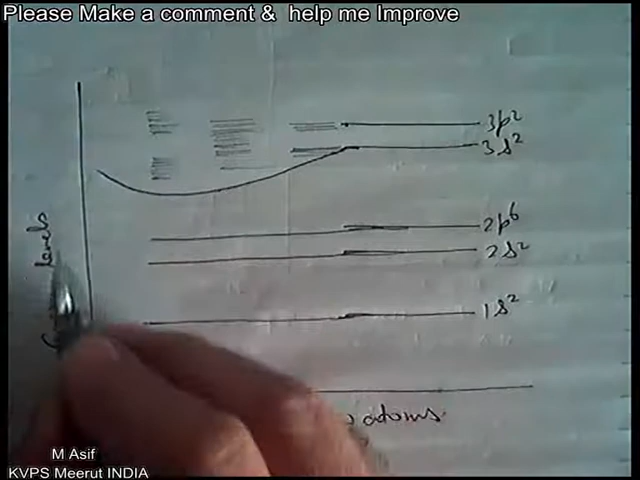 Please Make a comment & help me Improve
3p²
3s²
2p⁶
2s²
1s²
levels
atoms
M Asif
KVPS Meerut INDIA